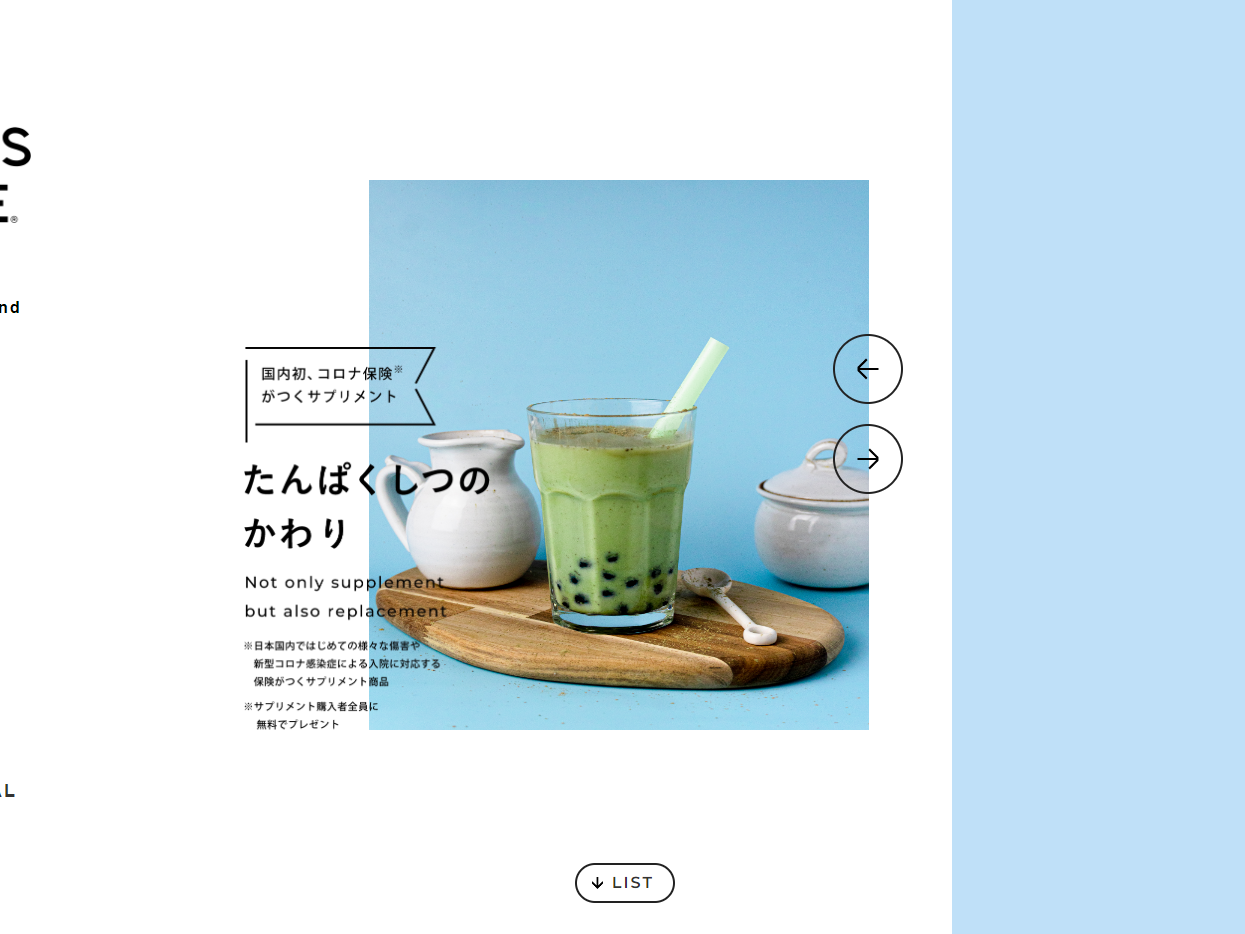 S
E®
nd
国内初、コロナ保険※
がつくサプリメント
たんぱくしつの
かわり
Not only supplement
but also replacement
※日本国内ではじめての様々な傷害や
新型コロナ感染症による入院に対応する
保険がつくサプリメント商品
※サプリメント購入者全員に
無料でプレゼント
AL
LIST